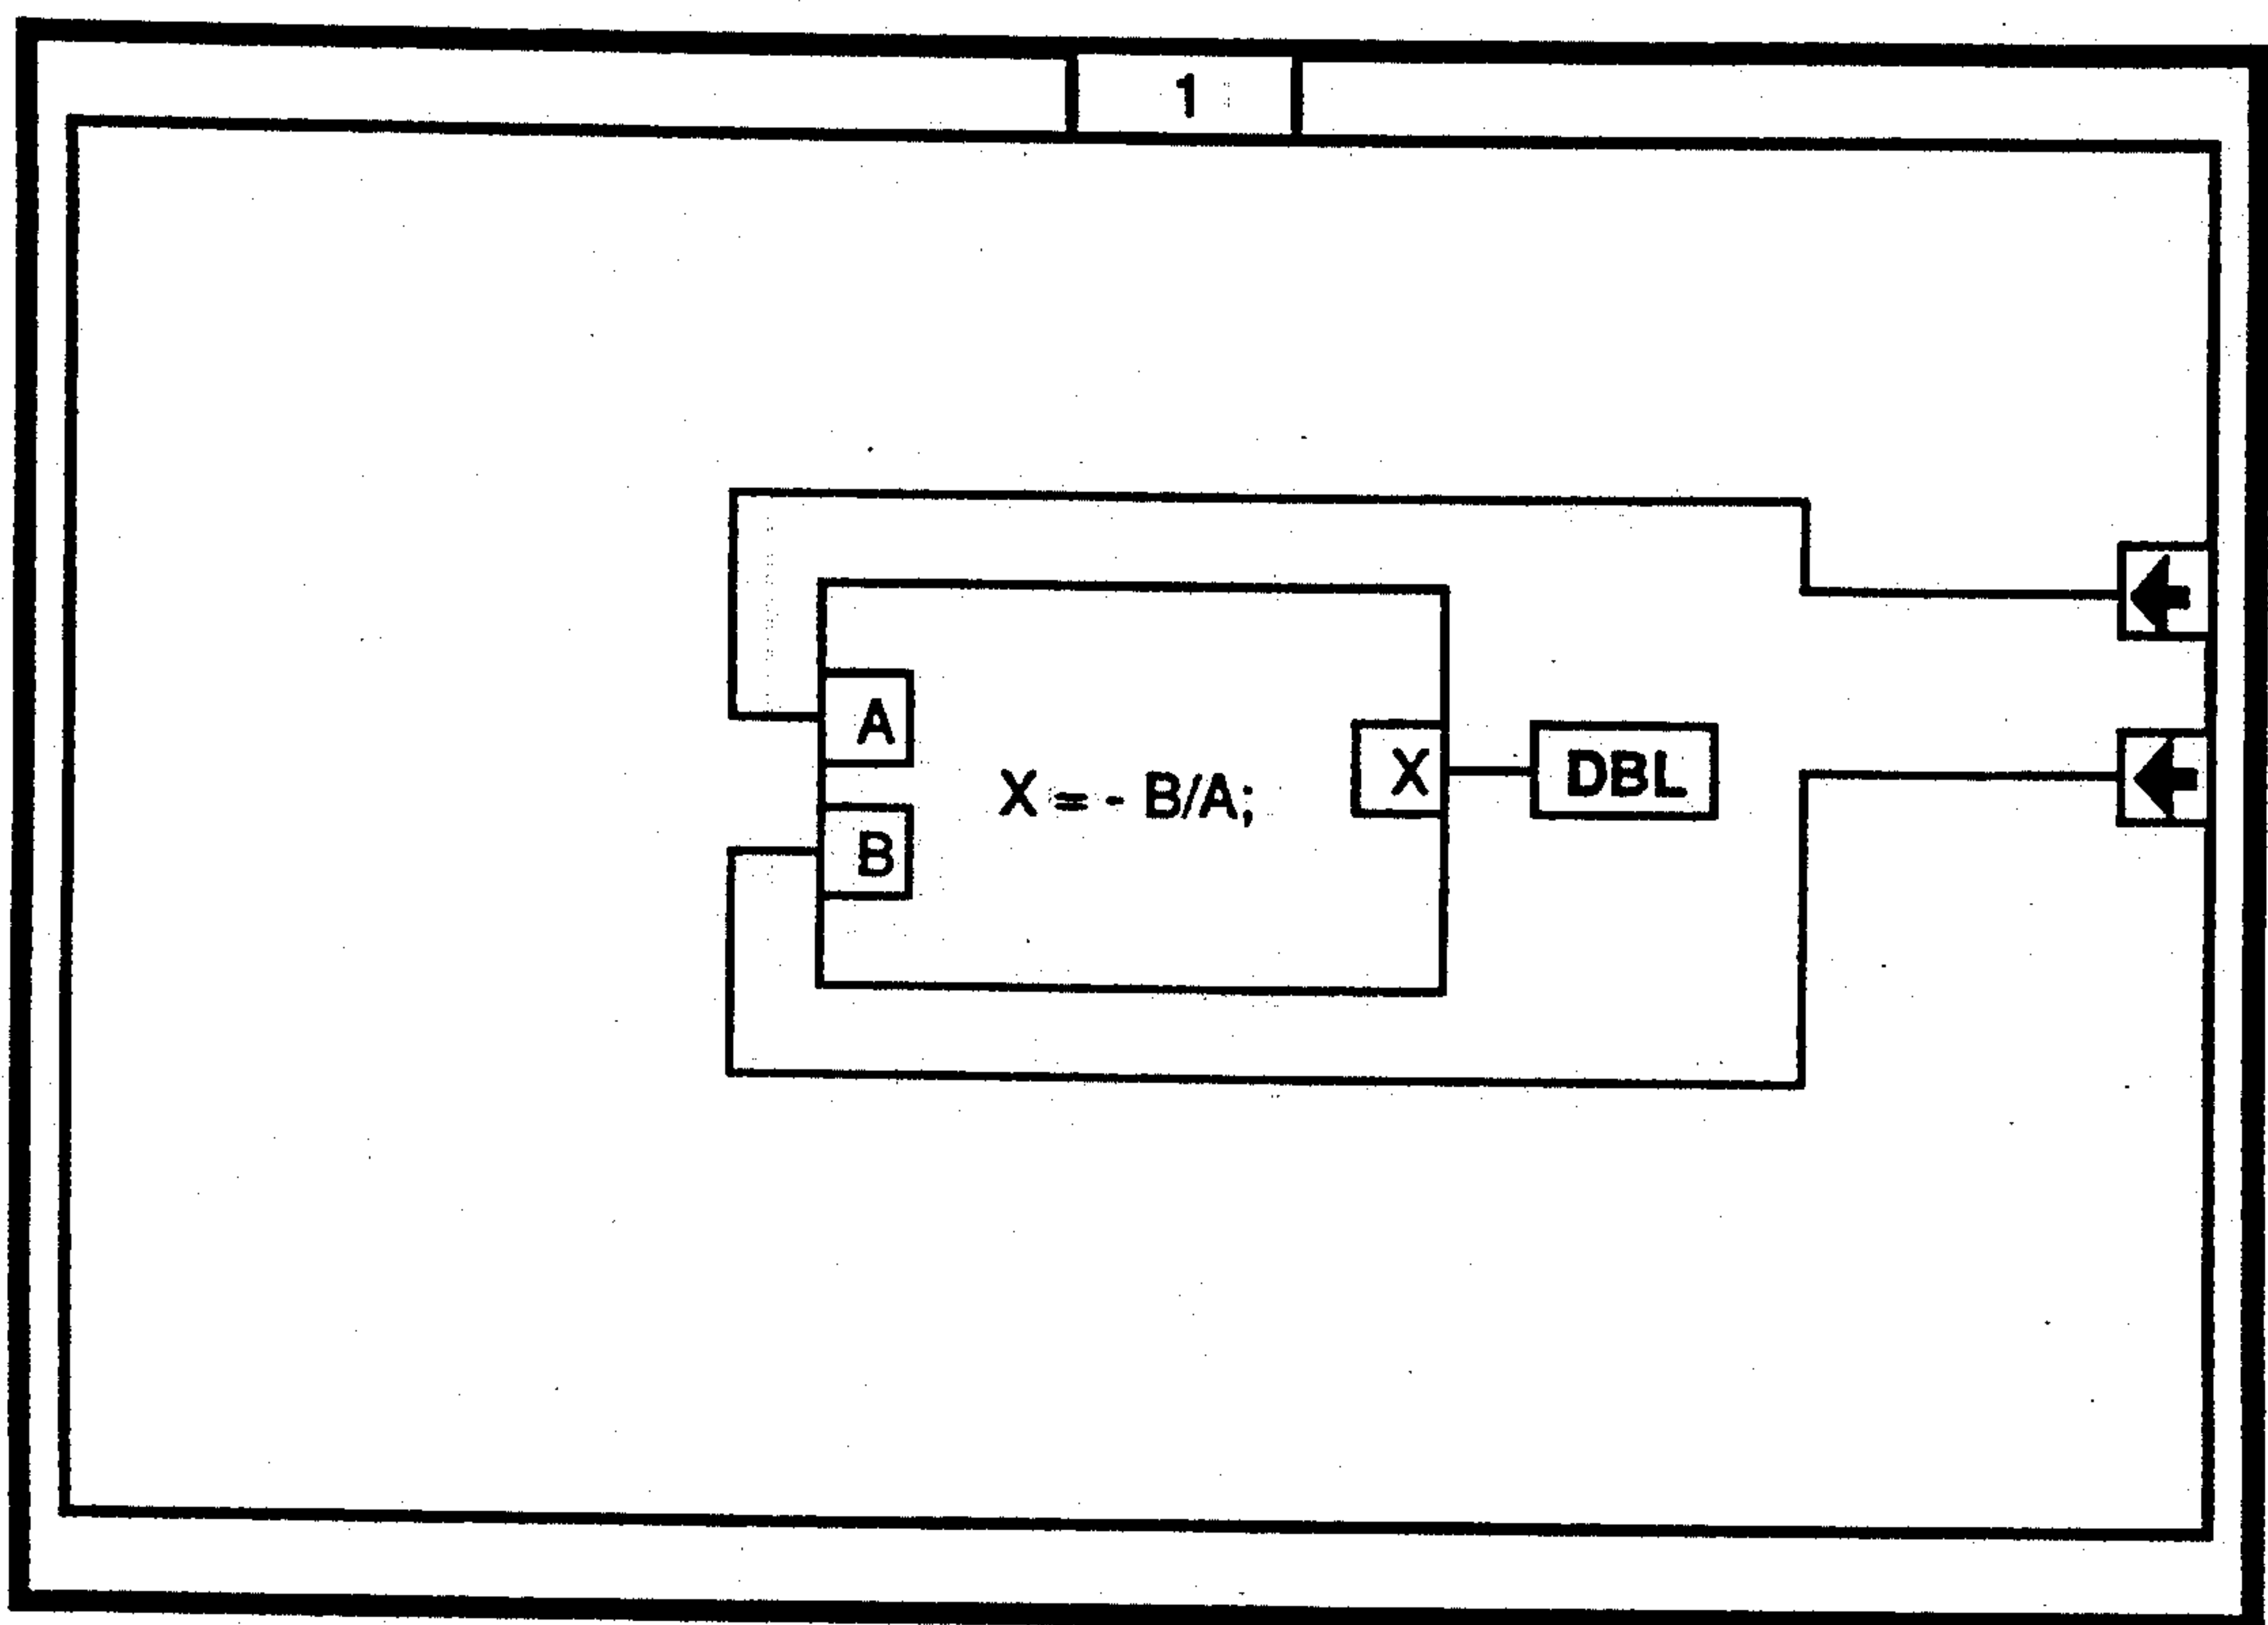 1
A
X = - B/A;
X
DBL
B